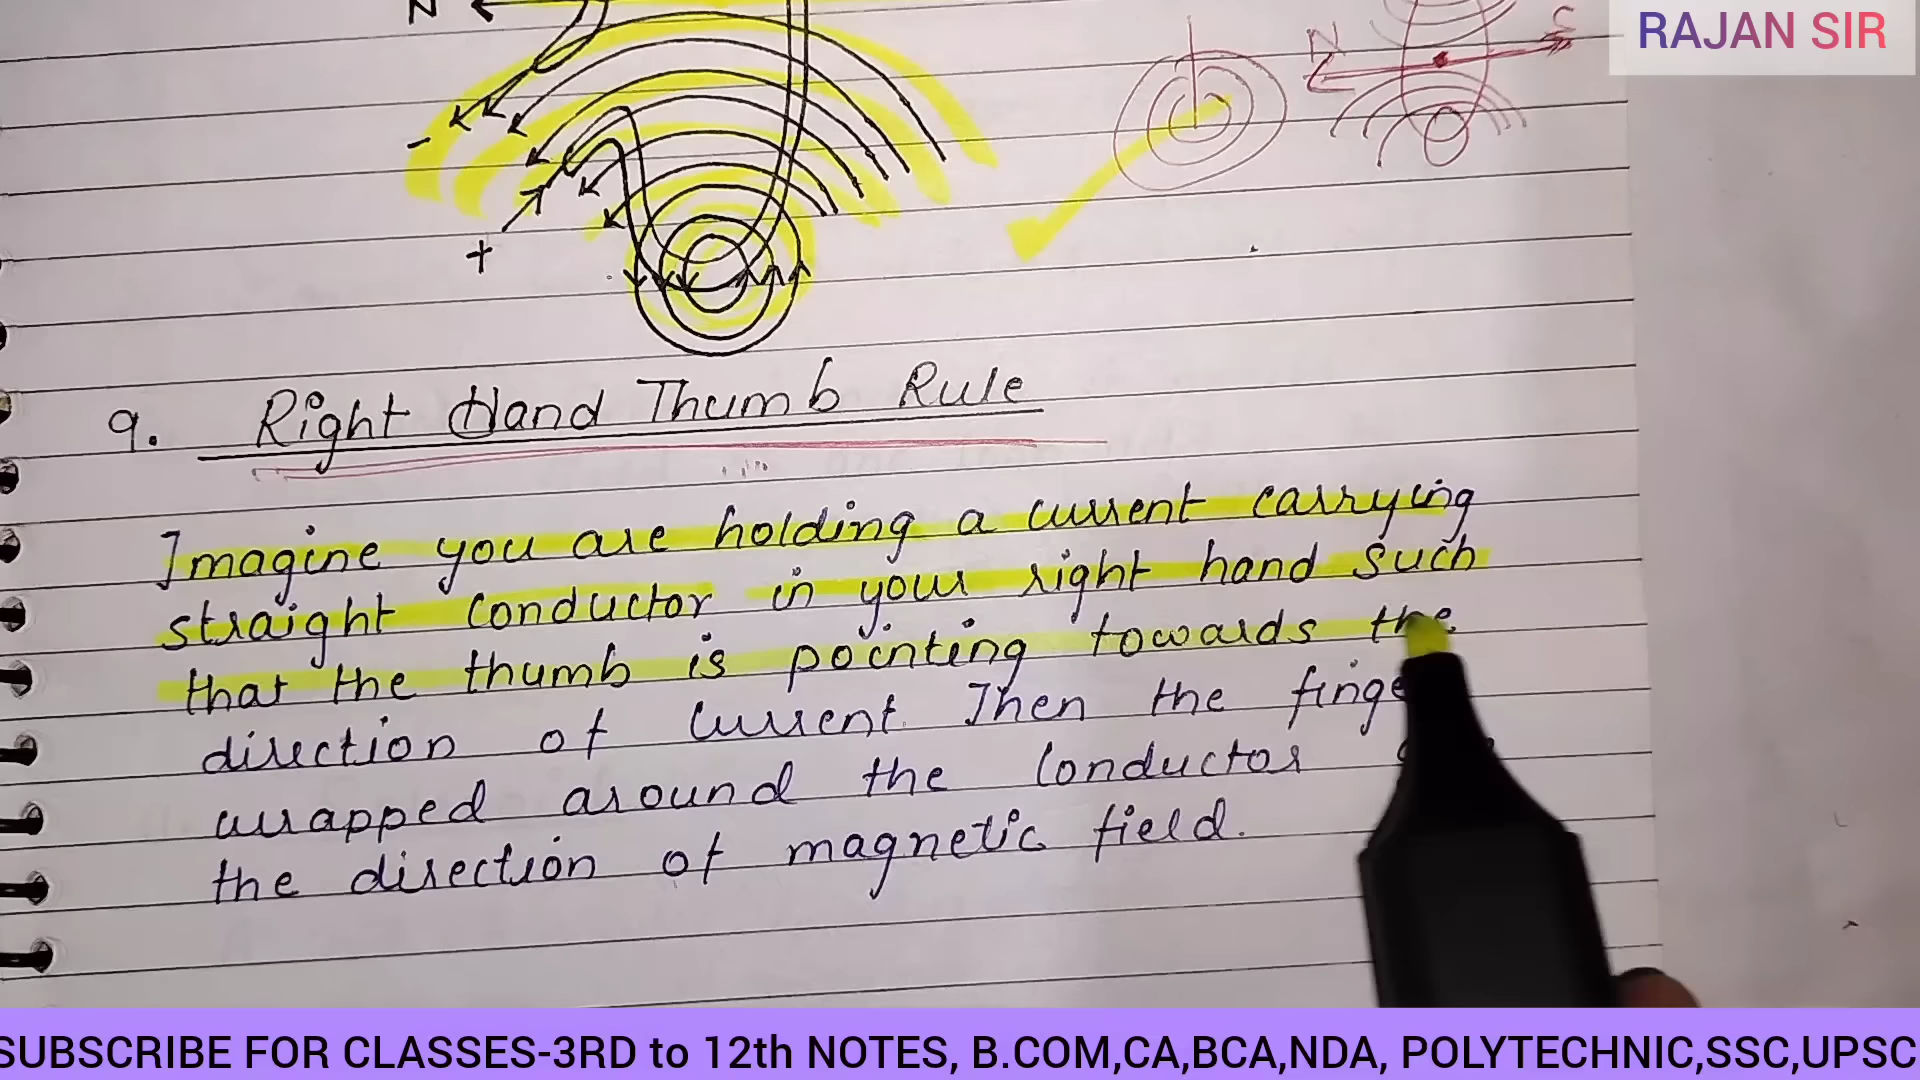 N
S
N
RAJAN SIR
-
+
9. Right Hand Thumb Rule
Imagine you are holding a current carrying
straight conductor in your right hand such
that the thumb is pointing towards the
direction of current. Then the
wrapped around the conductor
the direction of magnetic field.
SUBSCRIBE FOR CLASSES-3RD to 12th NOTES, B.COM,CA,BCA,NDA, POLYTECHNIC,SSC,UPSC